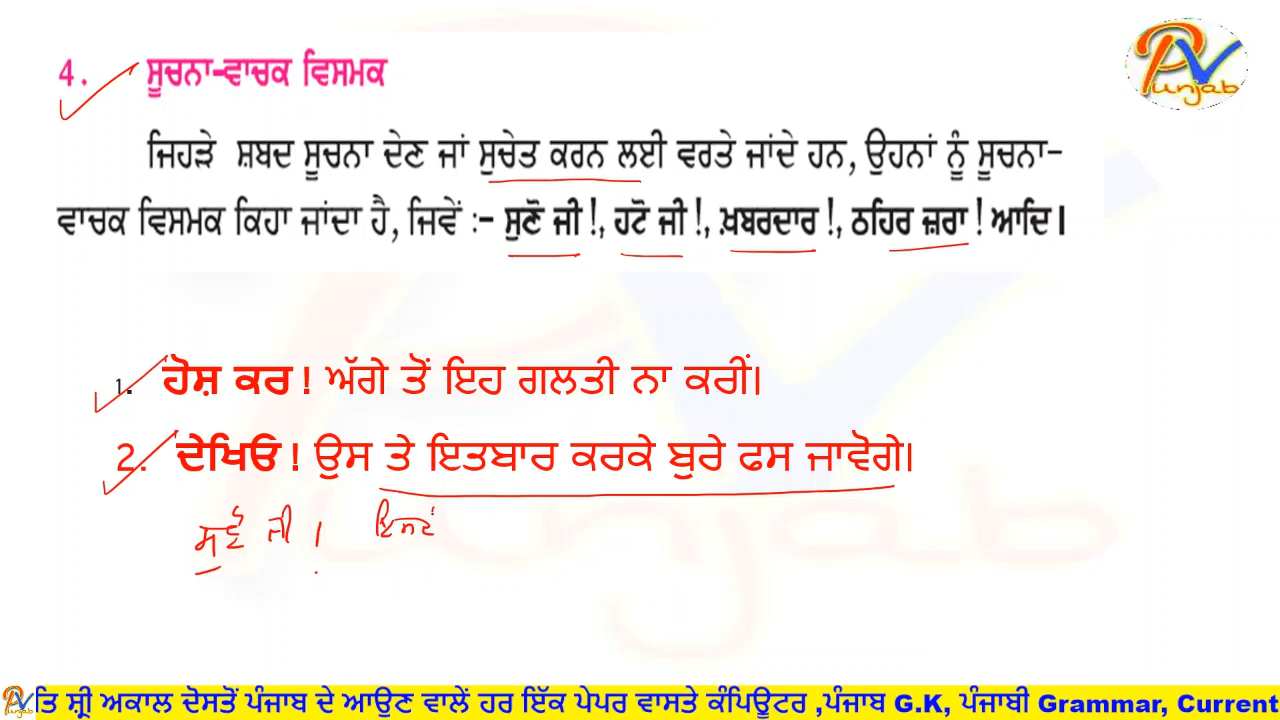 4. ਸੂਚਨਾ-ਵਾਚਕ ਵਿਸਮਕ
PV unjab
ਜਿਹੜੇ ਸ਼ਬਦ ਸੂਚਨਾ ਦੇਣ ਜਾਂ ਸੁਚੇਤ ਕਰਨ ਲਈ ਵਰਤੇ ਜਾਂਦੇ ਹਨ, ਉਹਨਾਂ ਨੂੰ ਸੂਚਨਾ-
ਵਾਚਕ ਵਿਸਮਕ ਕਿਹਾ ਜਾਂਦਾ ਹੈ, ਜਿਵੇਂ :- ਸੁਣੋ ਜੀ !, ਹਟੋ ਜੀ !, ਖ਼ਬਰਦਾਰ !, ਠਹਿਰ ਜ਼ਰਾ ! ਆਦਿ।
1. ਹੋਸ਼ ਕਰ ! ਅੱਗੇ ਤੋਂ ਇਹ ਗਲਤੀ ਨਾ ਕਰੀਂ।
2. ਦੇਖਿਓ ! ਉਸ ਤੇ ਇਤਬਾਰ ਕਰਕੇ ਬੁਰੇ ਫਸ ਜਾਵੋਗੇ।
ਜੀ !
ਤਿ ਸ਼੍ਰੀ ਅਕਾਲ ਦੋਸਤੋਂ ਪੰਜਾਬ ਦੇ ਆਉਣ ਵਾਲੇਂ ਹਰ ਇੱਕ ਪੇਪਰ ਵਾਸਤੇ ਕੰਪਿਊਟਰ ,ਪੰਜਾਬ G.K, ਪੰਜਾਬੀ Grammar, Current